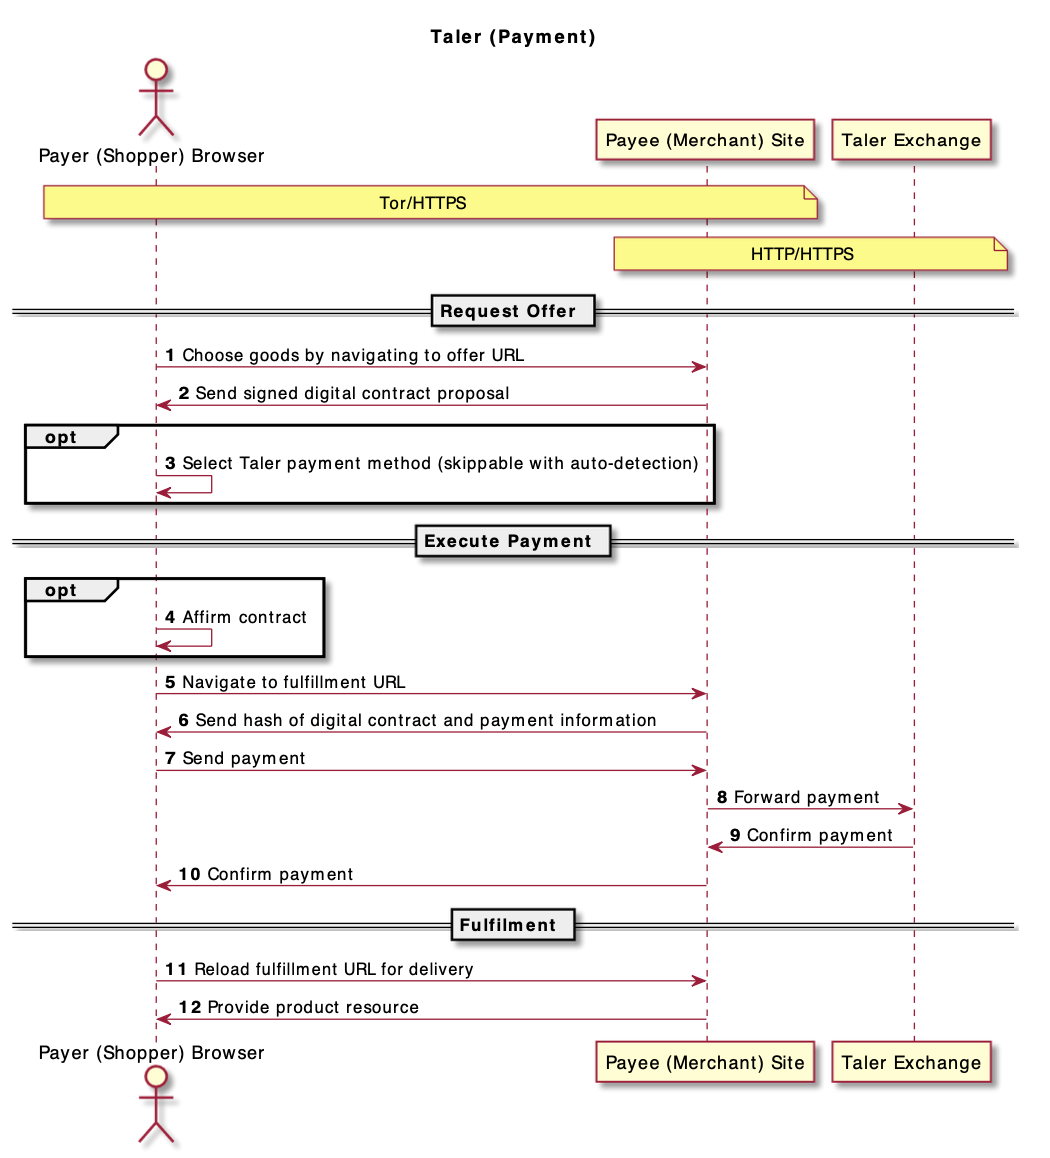 Taler (Payment)
Payer (Shopper) Browser
Payee (Merchant) Site
Taler Exchange
Tor/HTTPS
HTTP/HTTPS
Request Offer
1 Choose goods by navigating to offer URL
2 Send signed digital contract proposal
opt
3 Select Taler payment method (skippable with auto-detection)
Execute Payment
opt
4 Affirm contract
5 Navigate to fulfillment URL
6 Send hash of digital contract and payment information
7 Send payment
8 Forward payment
9 Confirm payment
10 Confirm payment
Fulfilment
11 Reload fulfillment URL for delivery
12 Provide product resource
Payer (Shopper) Browser
Payee (Merchant) Site
Taler Exchange